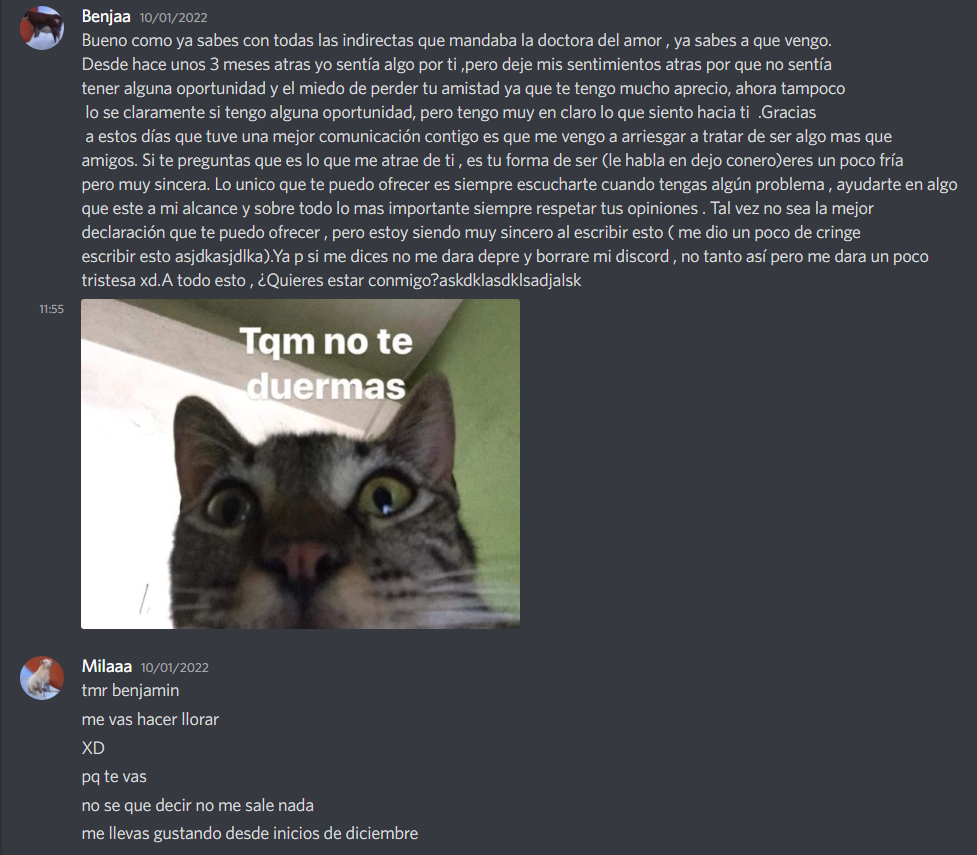 Benjaa 10/01/2022
Bueno como ya sabes con todas las indirectas que mandaba la doctora del amor , ya sabes a que vengo.
Desde hace unos 3 meses atras yo sentía algo por ti ,pero deje mis sentimientos atras por que no sentía
tener alguna oportunidad y el miedo de perder tu amistad ya que te tengo mucho aprecio, ahora tampoco
lo se claramente si tengo alguna oportunidad, pero tengo muy en claro lo que siento hacia ti .Gracias
a estos días que tuve una mejor comunicación contigo es que me vengo a arriesgar a tratar de ser algo mas que
amigos. Si te preguntas que es lo que me atrae de ti , es tu forma de ser (le habla en dejo conero)eres un poco fría
pero muy sincera. Lo unico que te puedo ofrecer es siempre escucharte cuando tengas algún problema , ayudarte en algo
que este a mi alcance y sobre todo lo mas importante siempre respetar tus opiniones . Tal vez no sea la mejor
declaración que te puedo ofrecer , pero estoy siendo muy sincero al escribir esto ( me dio un poco de cringe
escribir esto asjdkasjdlka).Ya p si me dices no me dara depre y borrare mi discord , no tanto así pero me dara un poco
tristesa xd.A todo esto , ¿Quieres estar conmigo?askdklasdklsadjalsk
11:55
Tqm no te
duermas
Milaaa 10/01/2022
tmr benjamin
me vas hacer llorar
XD
pq te vas
no se que decir no me sale nada
me llevas gustando desde inicios de diciembre